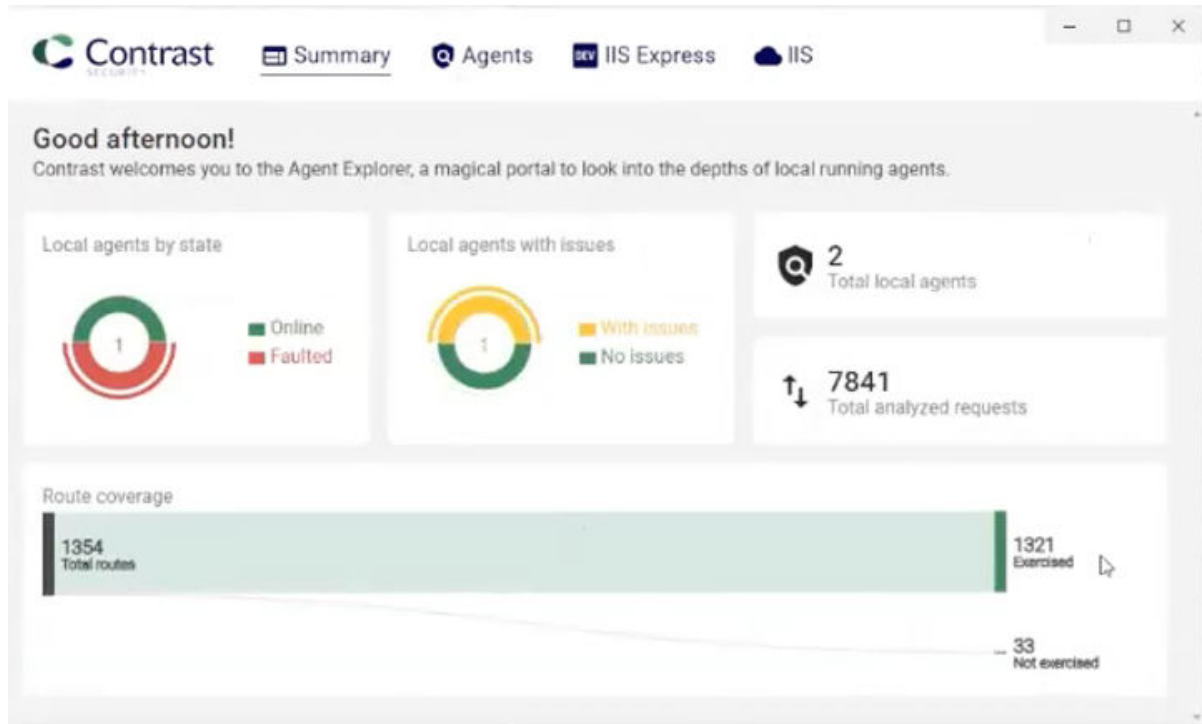 Contrast
SECURITY
Summary
Agents
DEV IIS Express
IIS
Good afternoon!
Contrast welcomes you to the Agent Explorer, a magical portal to look into the depths of local running agents.
Local agents by state
1
Online
Faulted
Local agents with issues
1
With issues
No issues
2
Total local agents
7841
Total analyzed requests
Route coverage
1354
Total routes
1321
Exercised
33
Not exercised